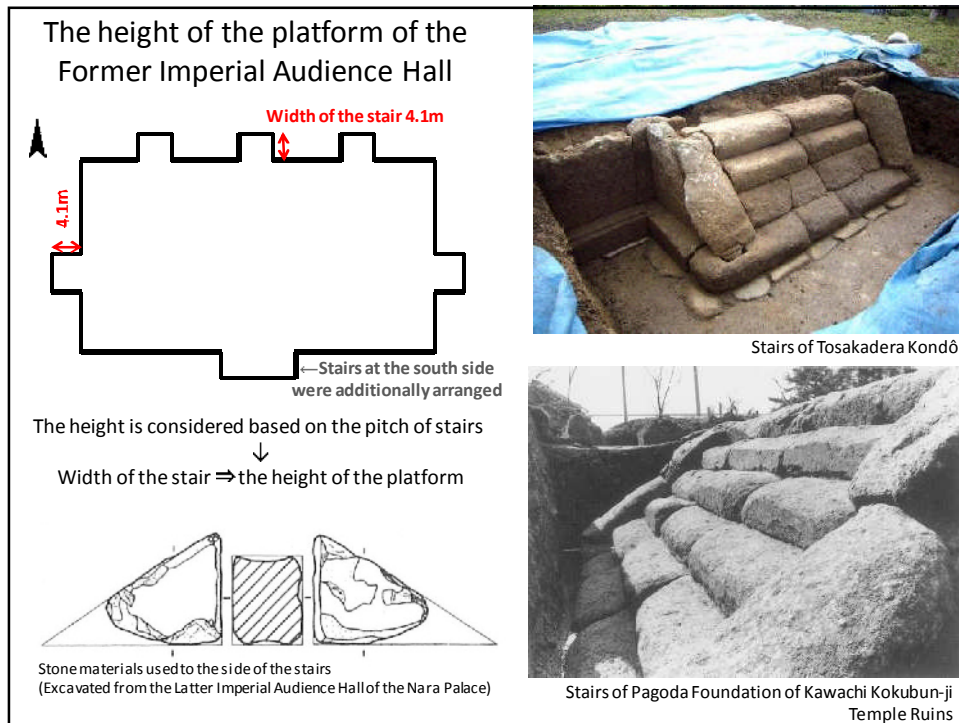 The height of the platform of the
Former Imperial Audience Hall
Width of the stair 4.1m
4.1m
←Stairs at the south side
were additionally arranged
The height is considered based on the pitch of stairs
↓
Width of the stair ⇒the height of the platform
Stone materials used to the side of the stairs
(Excavated from the Latter Imperial Audience Hall of the Nara Palace)
Stairs of Tosakadera Kondô
Stairs of Pagoda Foundation of Kawachi Kokubun-ji
Temple Ruins